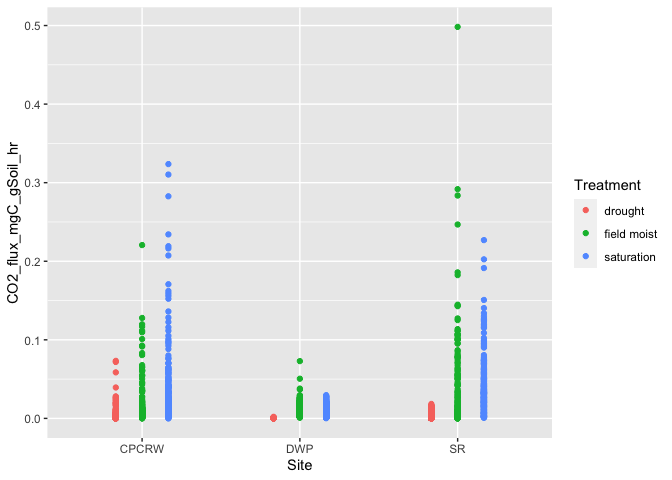 CO2_flux_mgC_gSoil_hr
0.5
0.4
0.3
0.2
0.1
0.0
CPCRW DWP SR
Site
Treatment
drought
field moist
saturation